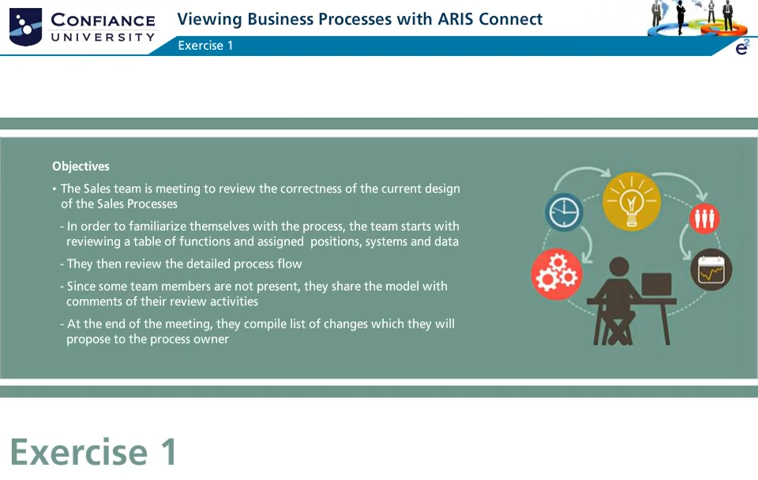 CONFIANCE
UNIVERSITY
Viewing Business Processes with ARIS Connect
Exercise 1
e2
Objectives
• The Sales team is meeting to review the correctness of the current design
of the Sales Processes
- In order to familiarize themselves with the process, the team starts with
reviewing a table of functions and assigned positions, systems and data
- They then review the detailed process flow
- Since some team members are not present, they share the model with
comments of their review activities
- At the end of the meeting, they compile list of changes which they will
propose to the process owner
Exercise 1